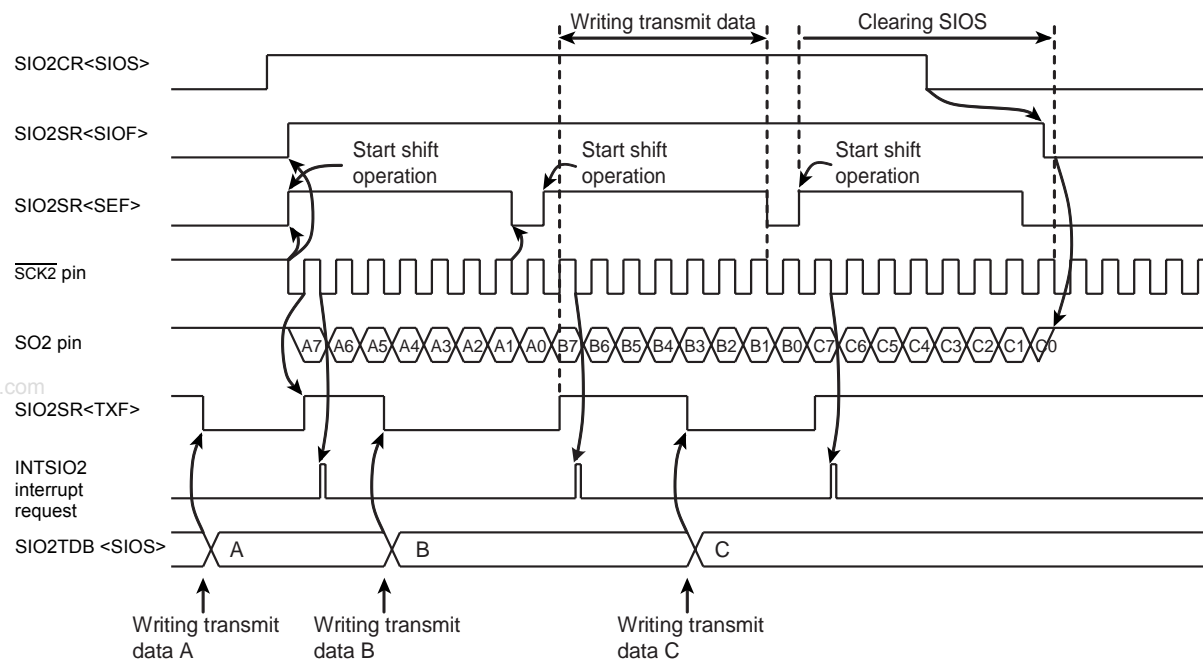 Writing transmit data
Clearing SIOS
SIO2CR<SIOS>
SIO2SR<SIOF>
Start shift
operation
Start shift
operation
Start shift
operation
SIO2SR<SEF>
SCK2 pin
SO2 pin
A7 A6 A5 A4 A3 A2 A1 A0 B7 B6 B5 B4 B3 B2 B1 B0 C7 C6 C5 C4 C3 C2 C1 C0
.com
SIO2SR<TXF>
INTSIO2
interrupt
request
SIO2TDB <SIOS>
A B C
Writing transmit
data A
Writing transmit
data B
Writing transmit
data C